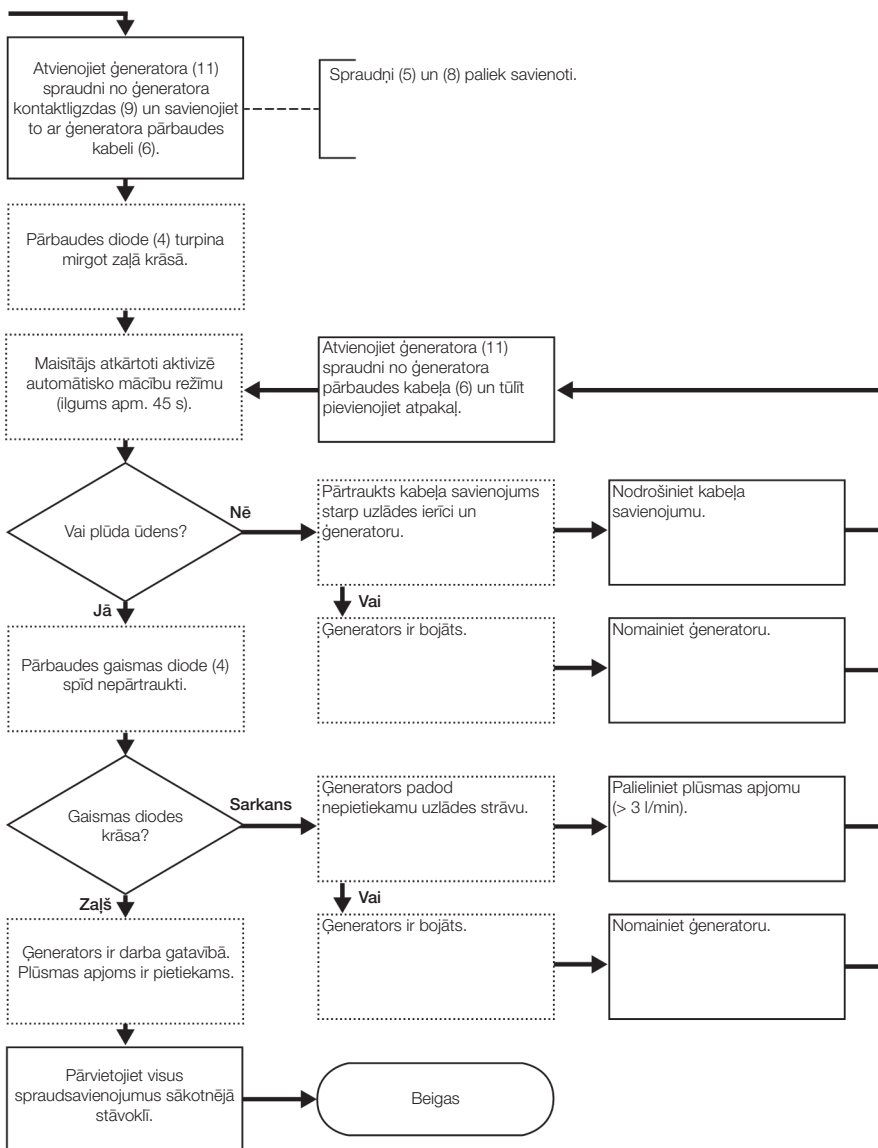 Atvienojiet ģeneratora (11)
spraudni no ģeneratora
kontaktligzdas (9) un savienojiet
to ar ģeneratora pārbaudes
kabeli (6).
Spraudņi (5) un (8) paliek savienoti.
Pārbaudes diode (4) turpina
mirgot zaļā krāsā.
Maisītājs atkārtoti aktivizē
automātisko mācību režīmu
(ilgums apm. 45 s).
Atvienojiet ģeneratora (11)
spraudni no ģeneratora
pārbaudes kabeļa (6) un tūlīt
pievienojiet atpakaļ.
Vai plūda ūdens?
Nē
Pārtraukts kabeļa savienojums
starp uzlādes ierīci un
ģeneratoru.
Nodrošiniet kabeļa
savienojumu.
Jā
Vai
Ģenerators ir bojāts.
Nomainiet ģeneratoru.
Pārbaudes gaismas diode (4)
spīd nepārtraukti.
Gaismas diodes
krāsa?
Sarkans
Ģenerators padod
nepietiekamu uzlādes strāvu.
Palieliniet plūsmas apjomu
(> 3 l/min).
Zaļš
Vai
Ģenerators ir bojāts.
Nomainiet ģeneratoru.
Ģenerators ir darba gatavībā.
Plūsmas apjoms ir pietiekams.
Pārvietojiet visus
spraudsavienojumus sākotnējā
stāvoklī.
Beigas